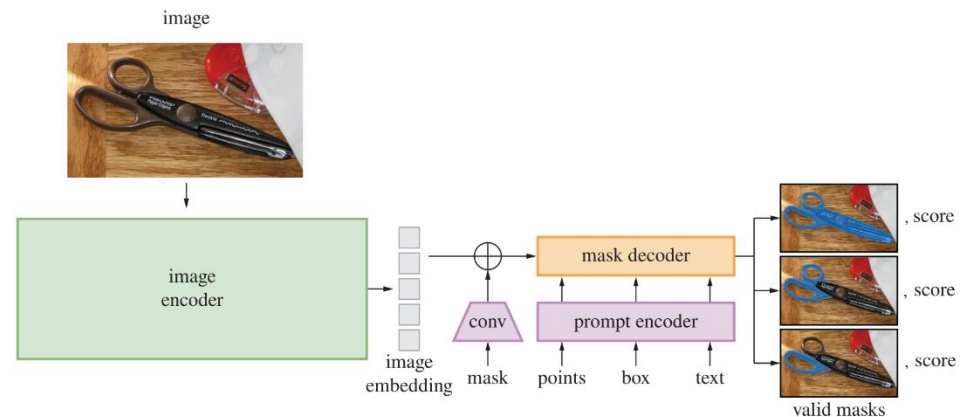 image
image
encoder
image
embedding
mask decoder
conv
prompt encoder
mask
points
box
text
, score
, score
, score
valid masks